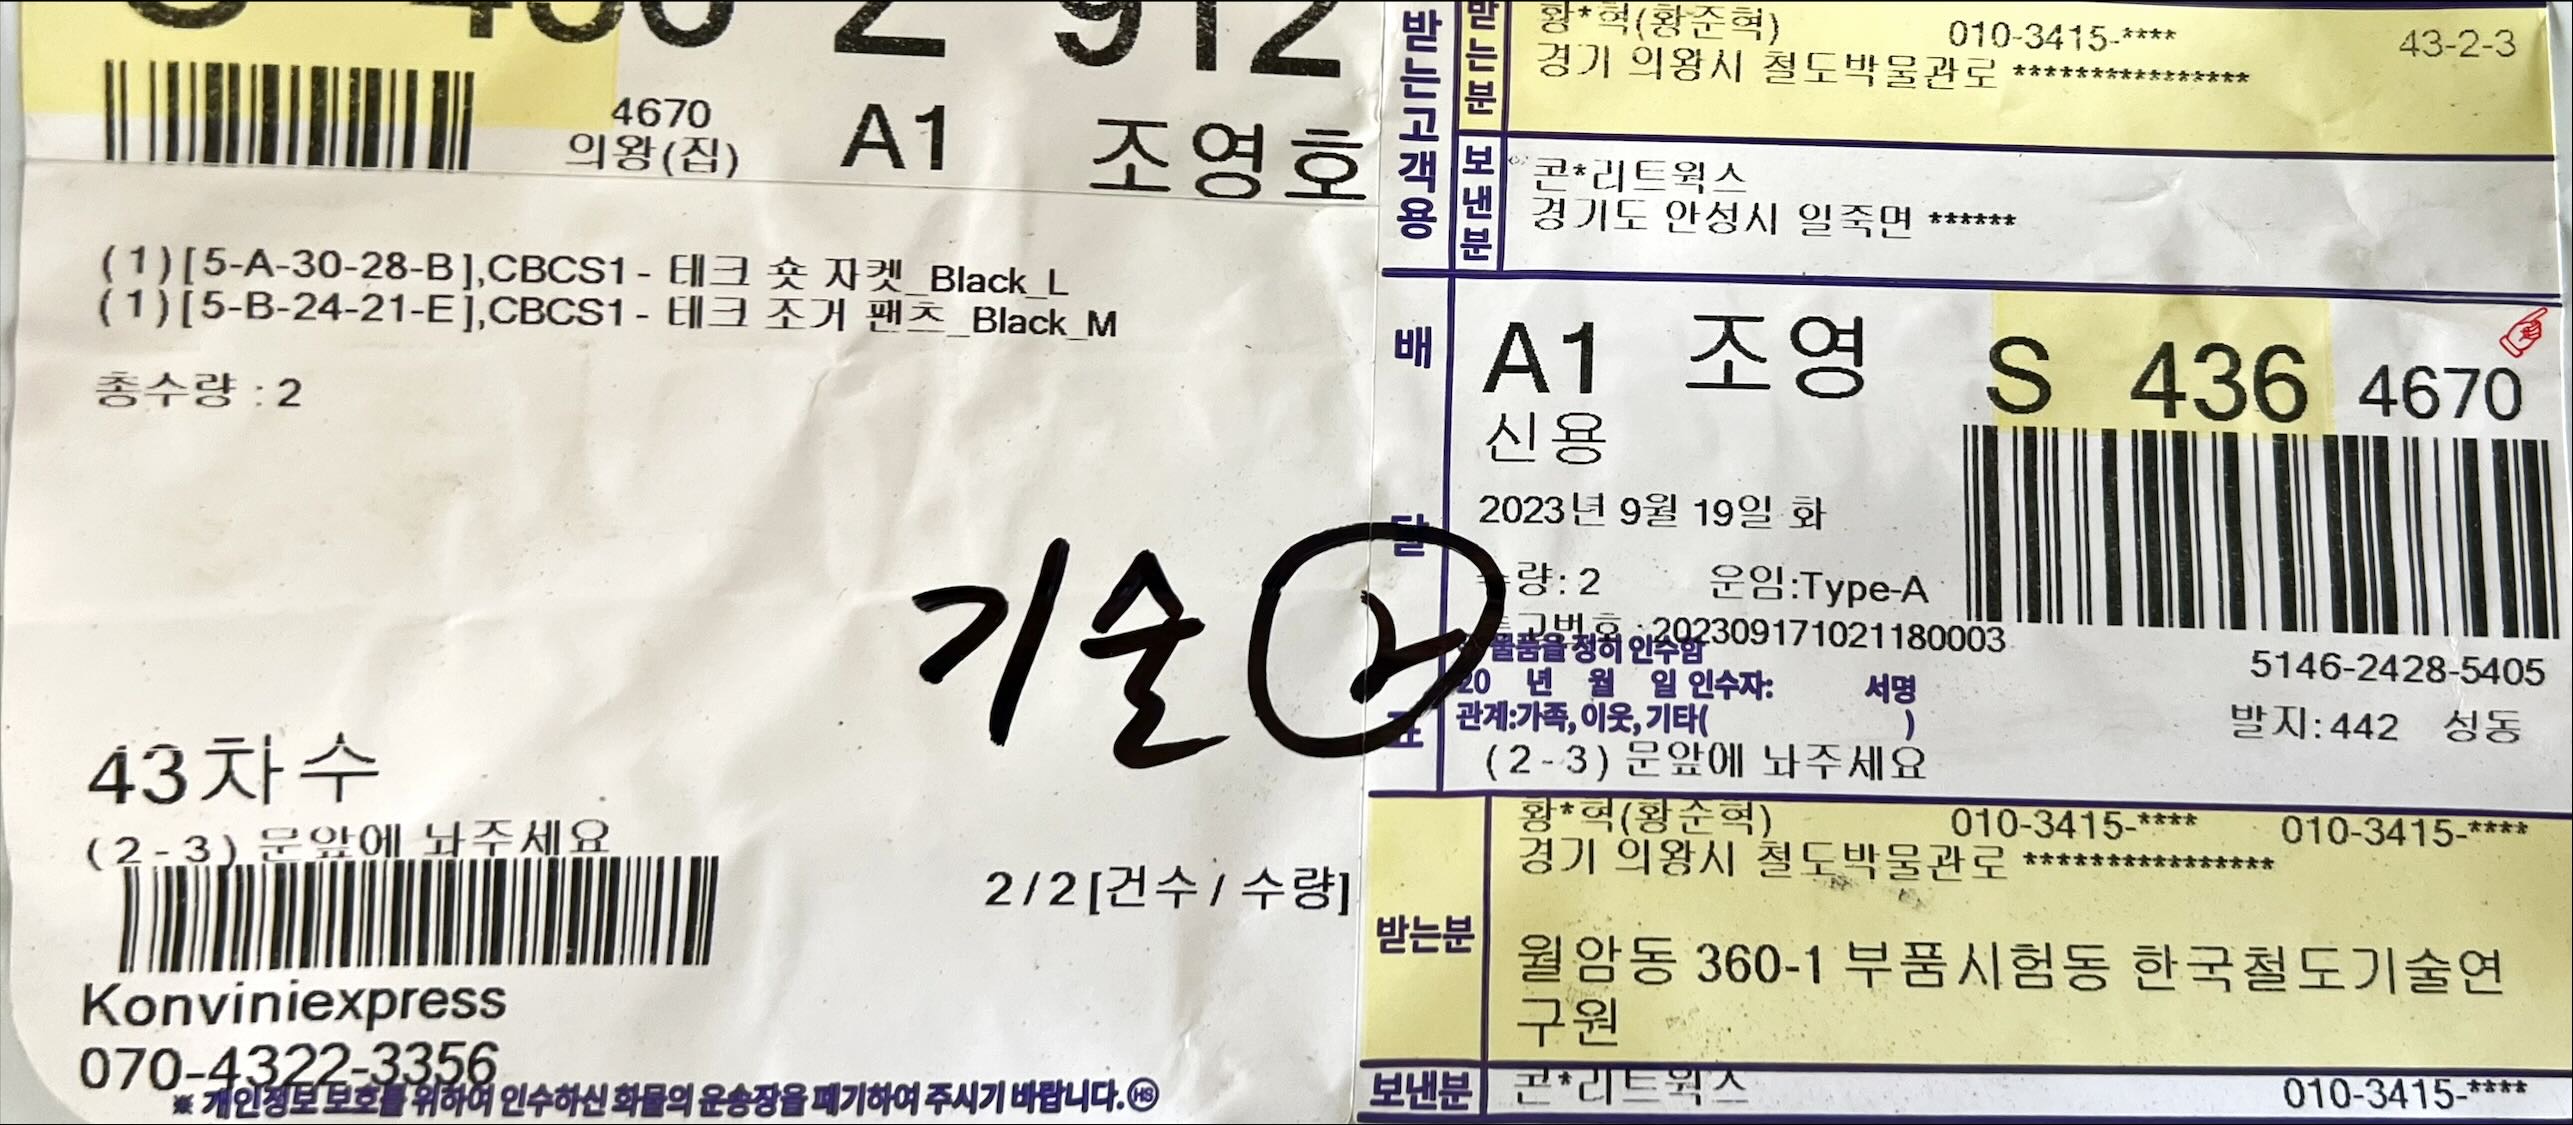 912
4670
의왕(집)
A1 조영호
(1)[5-A-30-28-B],CBCS1- 테크 숏 자켓_Black_L
(1)[5-B-24-21-E],CBCS1- 테크 조거 팬츠_Black_M
총수량 : 2
기술 2
43차수
(2-3) 문앞에 놔주세요
2/2[건수/수량]
Konviniexpress
070-4322-3356
※ 개인정보 보호를 위하여 인수하신 화물의 운송장을 폐기하여 주시기 바랍니다. HS
받는고객용
받는분
황*혁(황준혁) 010-3415-**** 43-2-3
경기 의왕시 철도박물관로 ****************
보낸분
콘*리트웍스
경기도 안성시 일죽면 ******
배달표
A1 조영 S 436 4670
신용
2023년 9월 19일 화
량: 2 운임:Type-A
고번호 : 202309171021180003
물품을 정히 인수함
20 년 월 일 인수자: 서명
관계:가족, 이웃, 기타( )
5146-2428-5405
발지: 442 성동
(2-3) 문앞에 놔주세요
받는분
황*혁(황준혁) 010-3415-**** 010-3415-****
경기 의왕시 철도박물관로 ****************
월암동 360-1 부품시험동 한국철도기술연
구원
보낸분 콘*리트웍스 010-3415-****